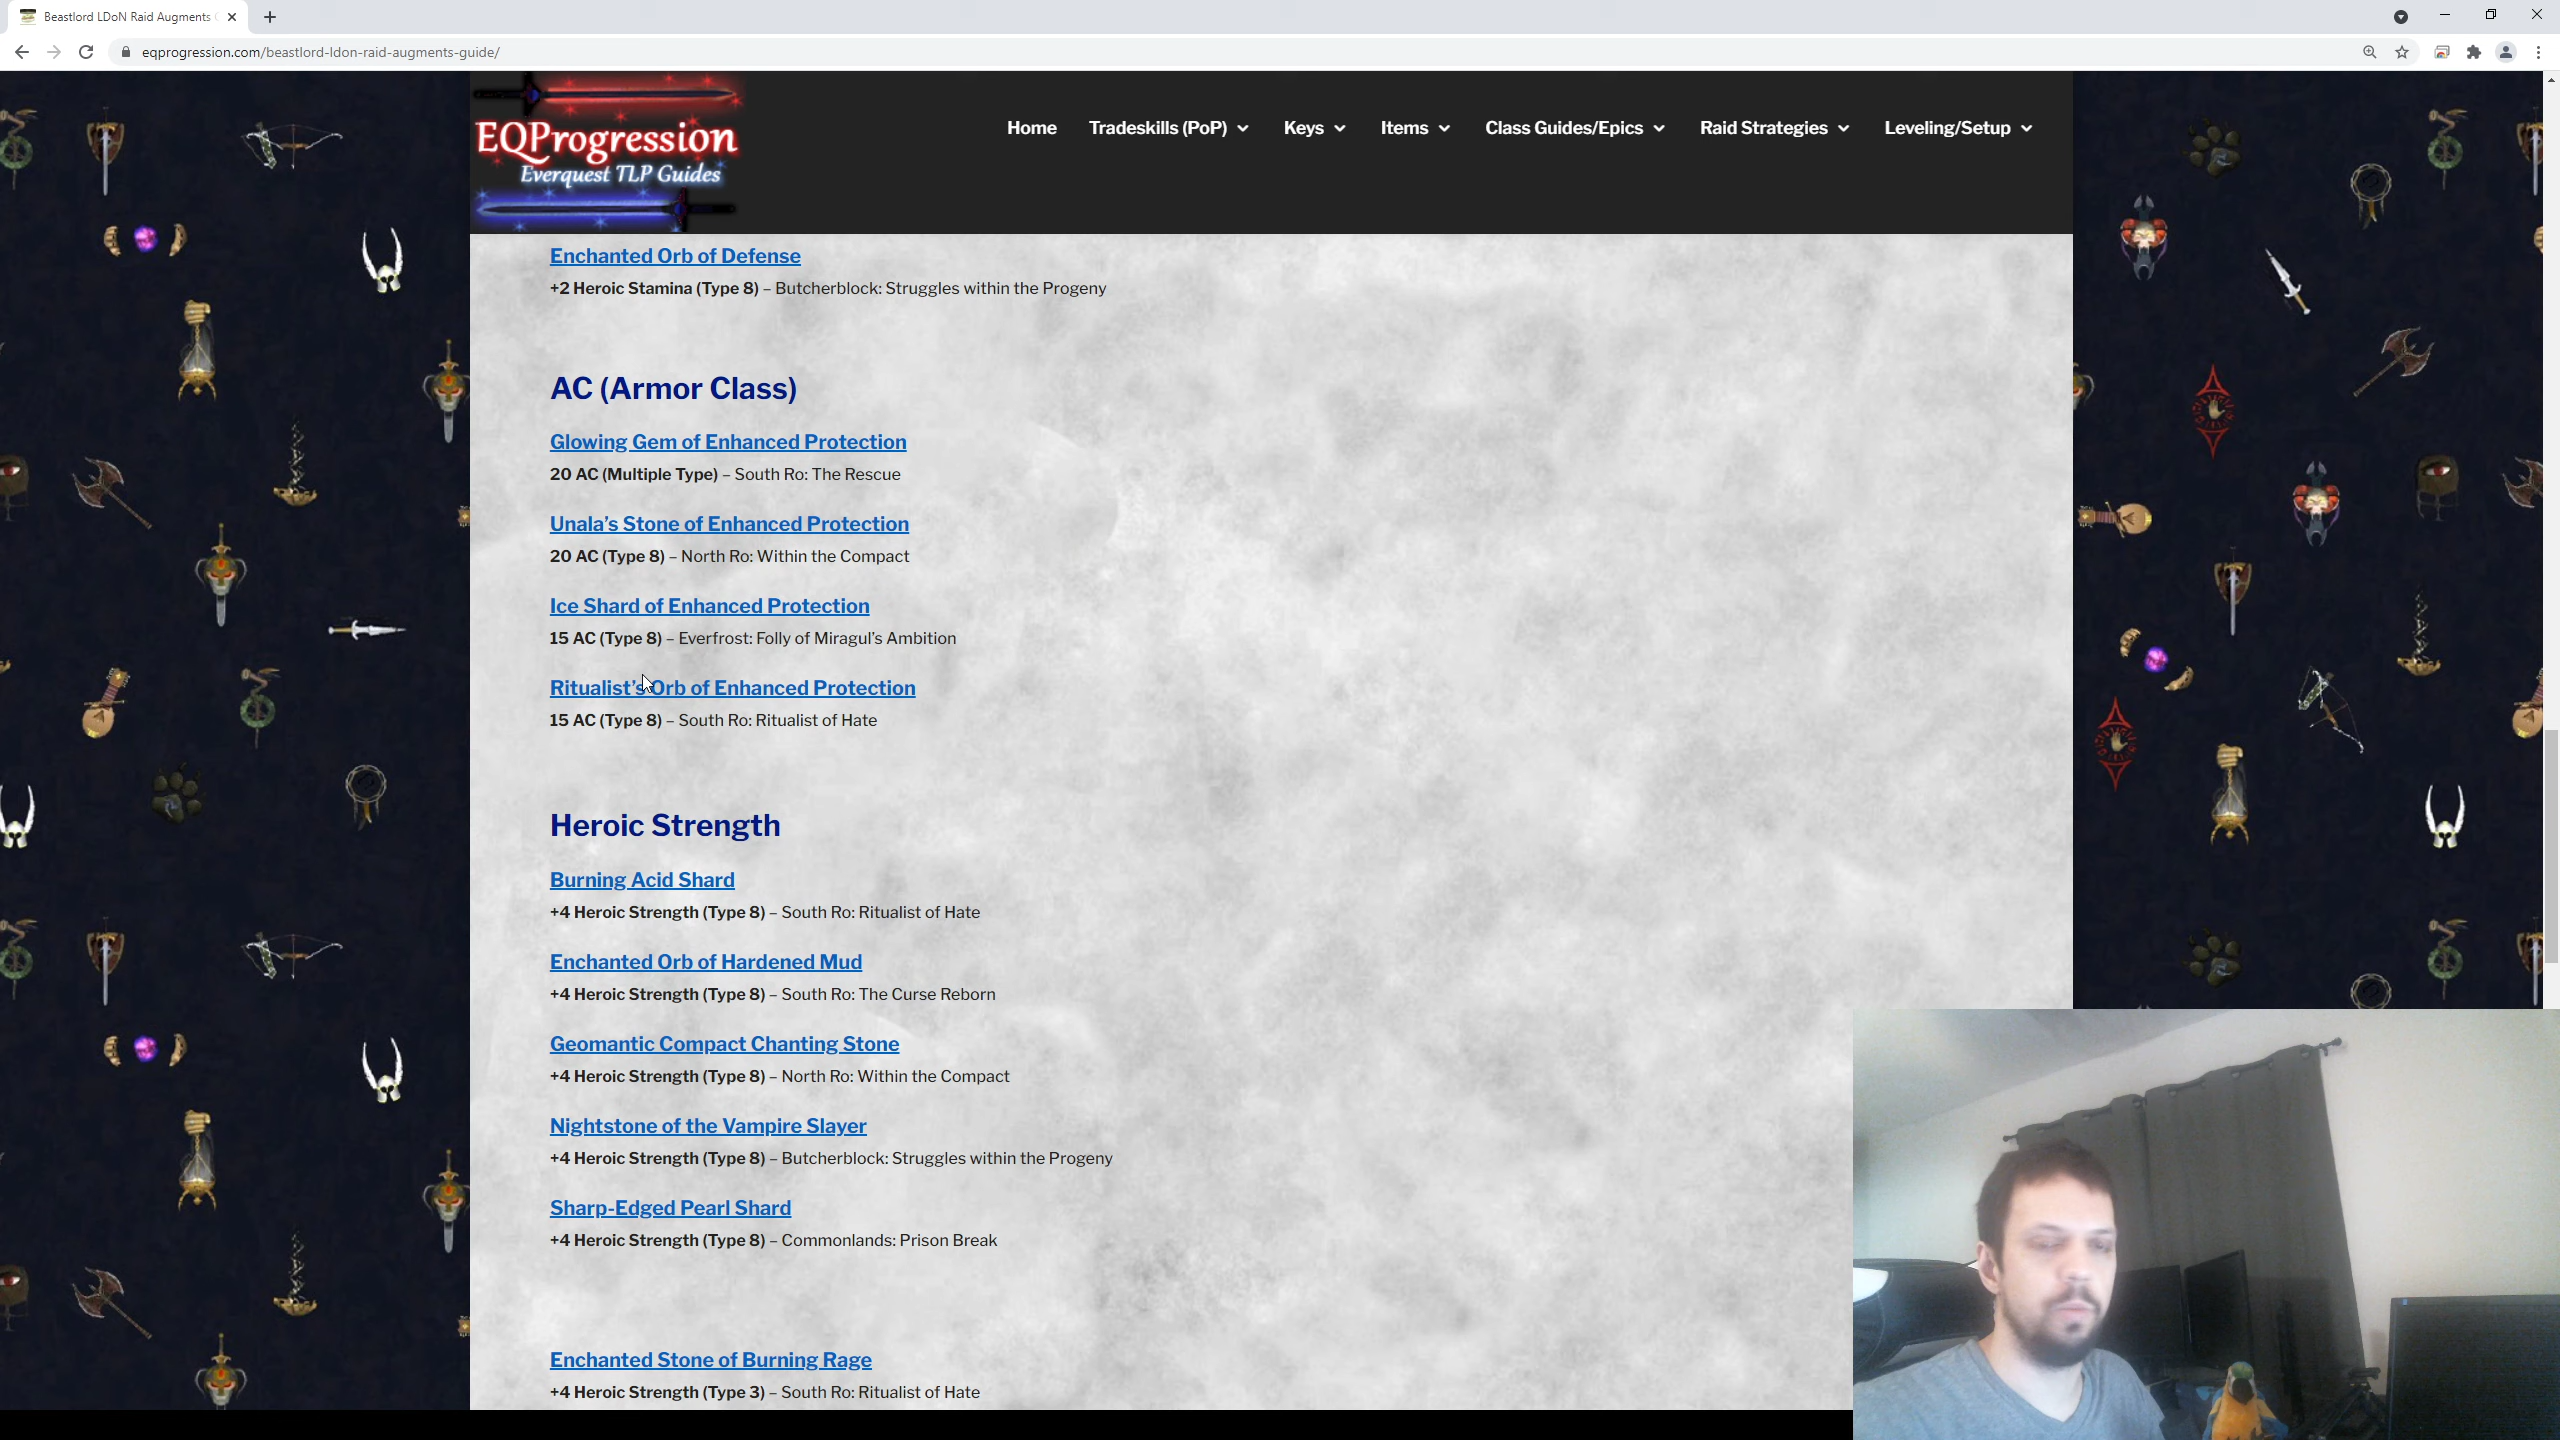 Beastlord LDoN Raid Augments
eqprogression.com/beastlord-ldon-raid-augments-guide/
EQProgression
Everquest TLP Guides
Home
Tradeskills (PoP)
Keys
Items
Class Guides/Epics
Raid Strategies
Leveling/Setup
Enchanted Orb of Defense
+2 Heroic Stamina (Type 8) – Butcherblock: Struggles within the Progeny
AC (Armor Class)
Glowing Gem of Enhanced Protection
20 AC (Multiple Type) – South Ro: The Rescue
Unala’s Stone of Enhanced Protection
20 AC (Type 8) – North Ro: Within the Compact
Ice Shard of Enhanced Protection
15 AC (Type 8) – Everfrost: Folly of Miragul’s Ambition
Ritualist’s Orb of Enhanced Protection
15 AC (Type 8) – South Ro: Ritualist of Hate
Heroic Strength
Burning Acid Shard
+4 Heroic Strength (Type 8) – South Ro: Ritualist of Hate
Enchanted Orb of Hardened Mud
+4 Heroic Strength (Type 8) – South Ro: The Curse Reborn
Geomantic Compact Chanting Stone
+4 Heroic Strength (Type 8) – North Ro: Within the Compact
Nightstone of the Vampire Slayer
+4 Heroic Strength (Type 8) – Butcherblock: Struggles within the Progeny
Sharp-Edged Pearl Shard
+4 Heroic Strength (Type 8) – Commonlands: Prison Break
Enchanted Stone of Burning Rage
+4 Heroic Strength (Type 3) – South Ro: Ritualist of Hate